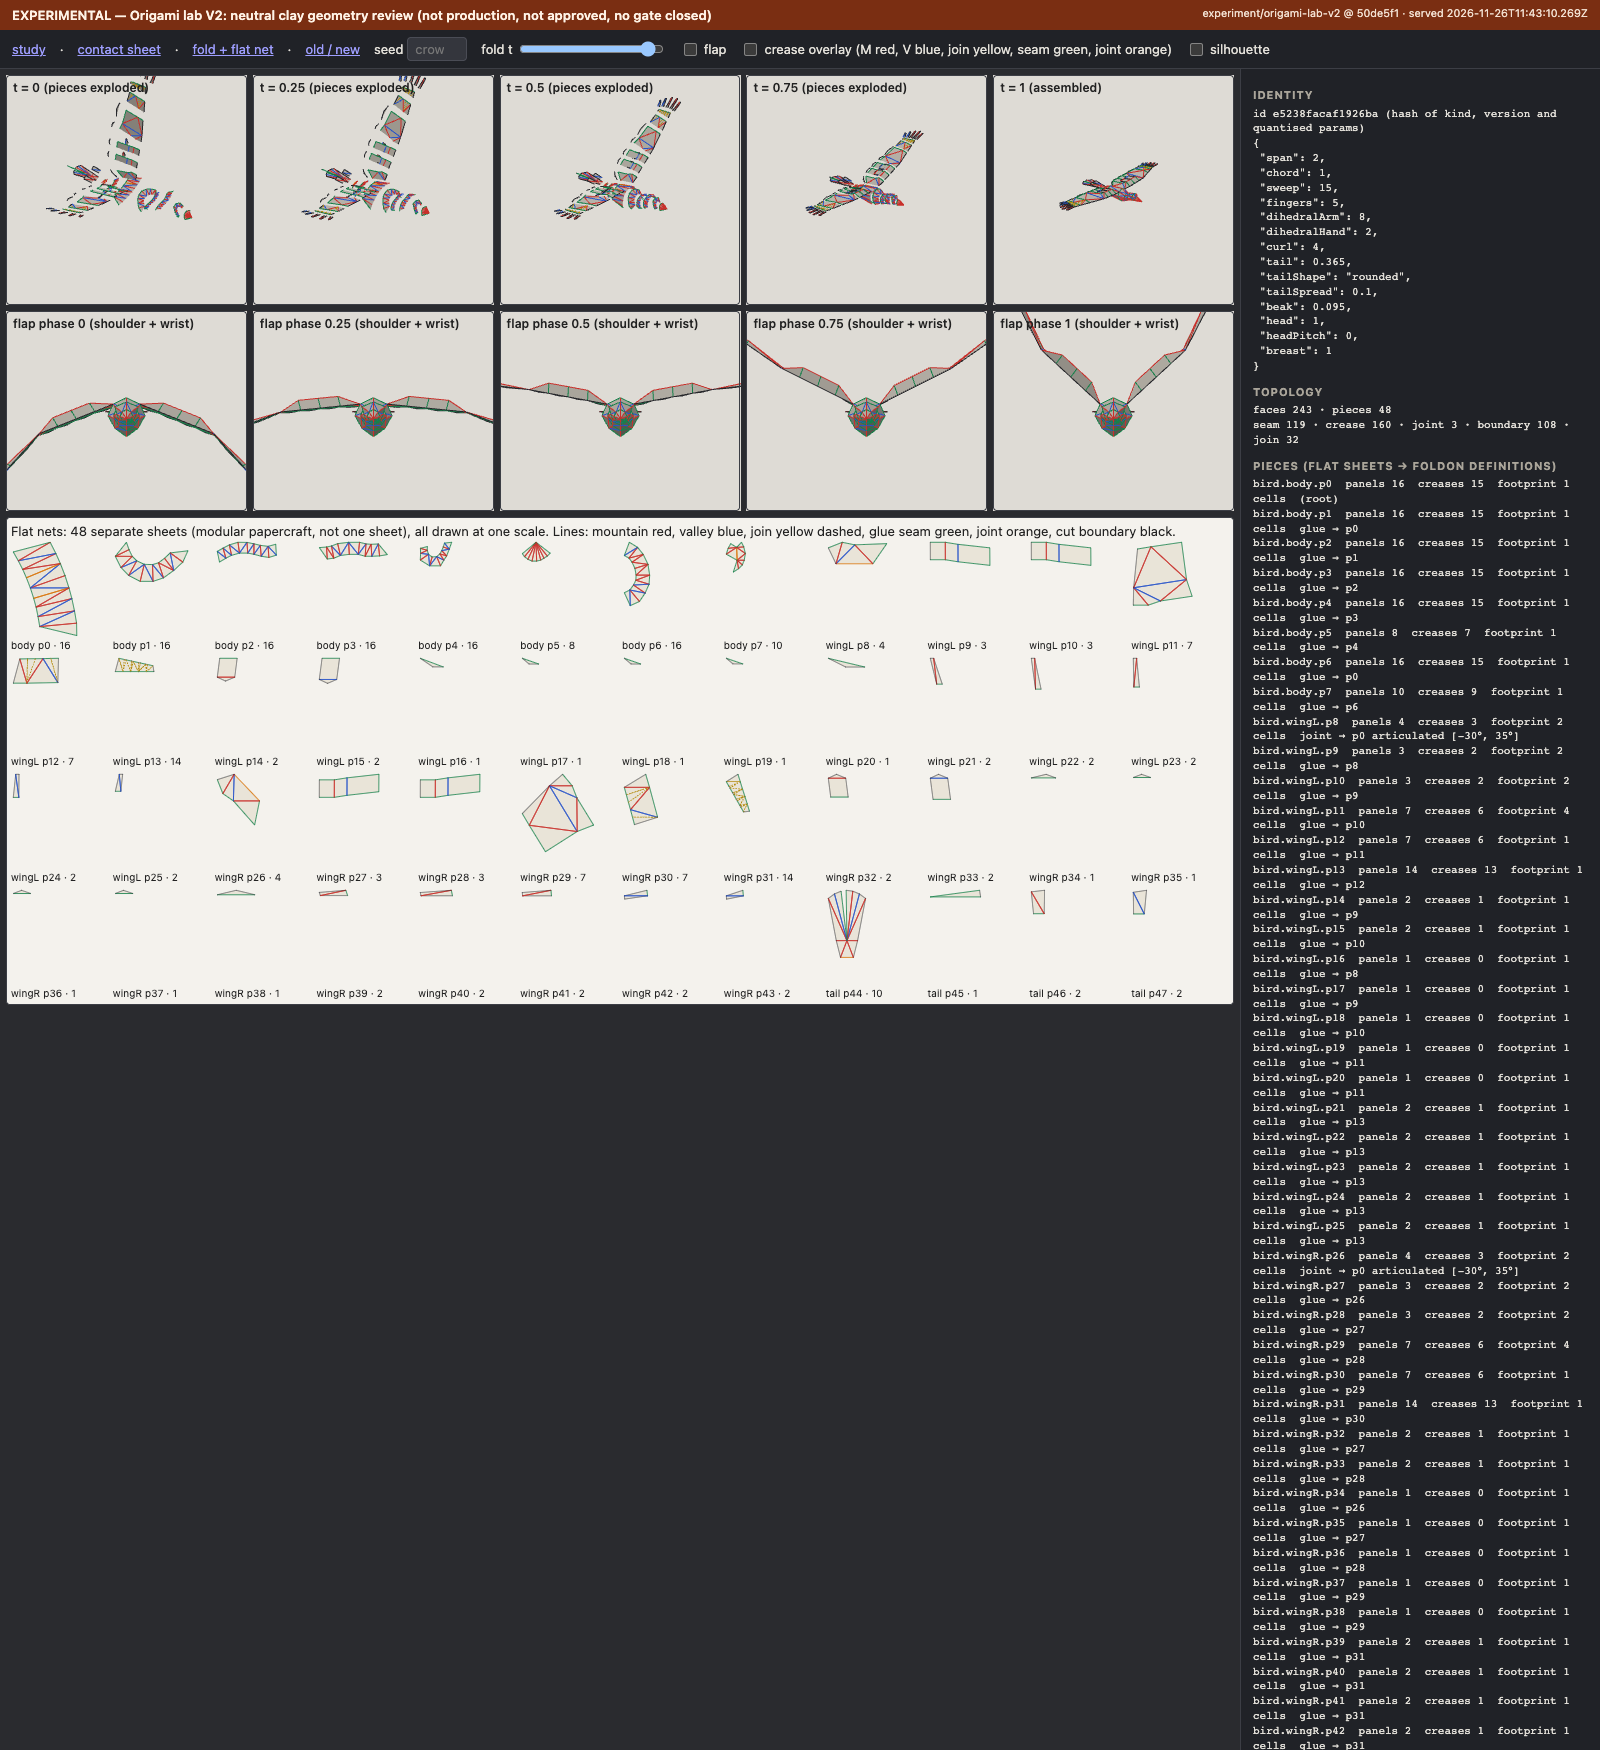 EXPERIMENTAL — Origami lab V2: neutral clay geometry review (not production, not approved, no gate closed)
experiment/origami-lab-v2 @ 50de5f1 · served 2026-11-26T11:43:10.269Z
study · contact sheet · fold + flat net · old / new seed crow fold t flap crease overlay (M red, V blue, join yellow, seam green, joint orange) silhouette
t = 0 (pieces exploded)
t = 0.25 (pieces exploded)
t = 0.5 (pieces exploded)
t = 0.75 (pieces exploded)
t = 1 (assembled)
flap phase 0 (shoulder + wrist)
flap phase 0.25 (shoulder + wrist)
flap phase 0.5 (shoulder + wrist)
flap phase 0.75 (shoulder + wrist)
flap phase 1 (shoulder + wrist)
Flat nets: 48 separate sheets (modular papercraft, not one sheet), all drawn at one scale. Lines: mountain red, valley blue, join yellow dashed, glue seam green, joint orange, cut boundary black.
body p0 · 16
body p1 · 16
body p2 · 16
body p3 · 16
body p4 · 16
body p5 · 8
body p6 · 16
body p7 · 10
wingL p8 · 4
wingL p9 · 3
wingL p10 · 3
wingL p11 · 7
wingL p12 · 7
wingL p13 · 14
wingL p14 · 2
wingL p15 · 2
wingL p16 · 1
wingL p17 · 1
wingL p18 · 1
wingL p19 · 1
wingL p20 · 1
wingL p21 · 2
wingL p22 · 2
wingL p23 · 2
wingL p24 · 2
wingL p25 · 2
wingR p26 · 4
wingR p27 · 3
wingR p28 · 3
wingR p29 · 7
wingR p30 · 7
wingR p31 · 14
wingR p32 · 2
wingR p33 · 2
wingR p34 · 1
wingR p35 · 1
wingR p36 · 1
wingR p37 · 1
wingR p38 · 1
wingR p39 · 2
wingR p40 · 2
wingR p41 · 2
wingR p42 · 2
wingR p43 · 2
tail p44 · 10
tail p45 · 1
tail p46 · 2
tail p47 · 2
IDENTITY
id e5238facaf1926ba (hash of kind, version and
quantised params)
{
"span": 2,
"chord": 1,
"sweep": 15,
"fingers": 5,
"dihedralArm": 8,
"dihedralHand": 2,
"curl": 4,
"tail": 0.365,
"tailShape": "rounded",
"tailSpread": 0.1,
"beak": 0.095,
"head": 1,
"headPitch": 0,
"breast": 1
}
TOPOLOGY
faces 243 · pieces 48
seam 119 · crease 160 · joint 3 · boundary 108 ·
join 32
PIECES (FLAT SHEETS → FOLDON DEFINITIONS)
bird.body.p0 panels 16 creases 15 footprint 1
cells (root)
bird.body.p1 panels 16 creases 15 footprint 1
cells glue → p0
bird.body.p2 panels 16 creases 15 footprint 1
cells glue → p1
bird.body.p3 panels 16 creases 15 footprint 1
cells glue → p2
bird.body.p4 panels 16 creases 15 footprint 1
cells glue → p3
bird.body.p5 panels 8 creases 7 footprint 1
cells glue → p4
bird.body.p6 panels 16 creases 15 footprint 1
cells glue → p0
bird.body.p7 panels 10 creases 9 footprint 1
cells glue → p6
bird.wingL.p8 panels 4 creases 3 footprint 2
cells joint → p0 articulated [−30°, 35°]
bird.wingL.p9 panels 3 creases 2 footprint 2
cells glue → p8
bird.wingL.p10 panels 3 creases 2 footprint 2
cells glue → p9
bird.wingL.p11 panels 7 creases 6 footprint 4
cells glue → p10
bird.wingL.p12 panels 7 creases 6 footprint 1
cells glue → p11
bird.wingL.p13 panels 14 creases 13 footprint 1
cells glue → p12
bird.wingL.p14 panels 2 creases 1 footprint 1
cells glue → p9
bird.wingL.p15 panels 2 creases 1 footprint 1
cells glue → p10
bird.wingL.p16 panels 1 creases 0 footprint 1
cells glue → p8
bird.wingL.p17 panels 1 creases 0 footprint 1
cells glue → p9
bird.wingL.p18 panels 1 creases 0 footprint 1
cells glue → p10
bird.wingL.p19 panels 1 creases 0 footprint 1
cells glue → p11
bird.wingL.p20 panels 1 creases 0 footprint 1
cells glue → p11
bird.wingL.p21 panels 2 creases 1 footprint 1
cells glue → p13
bird.wingL.p22 panels 2 creases 1 footprint 1
cells glue → p13
bird.wingL.p23 panels 2 creases 1 footprint 1
cells glue → p13
bird.wingL.p24 panels 2 creases 1 footprint 1
cells glue → p13
bird.wingL.p25 panels 2 creases 1 footprint 1
cells glue → p13
bird.wingR.p26 panels 4 creases 3 footprint 2
cells joint → p0 articulated [−30°, 35°]
bird.wingR.p27 panels 3 creases 2 footprint 2
cells glue → p26
bird.wingR.p28 panels 3 creases 2 footprint 2
cells glue → p27
bird.wingR.p29 panels 7 creases 6 footprint 4
cells glue → p28
bird.wingR.p30 panels 7 creases 6 footprint 1
cells glue → p29
bird.wingR.p31 panels 14 creases 13 footprint 1
cells glue → p30
bird.wingR.p32 panels 2 creases 1 footprint 1
cells glue → p27
bird.wingR.p33 panels 2 creases 1 footprint 1
cells glue → p28
bird.wingR.p34 panels 1 creases 0 footprint 1
cells glue → p26
bird.wingR.p35 panels 1 creases 0 footprint 1
cells glue → p27
bird.wingR.p36 panels 1 creases 0 footprint 1
cells glue → p28
bird.wingR.p37 panels 1 creases 0 footprint 1
cells glue → p29
bird.wingR.p38 panels 1 creases 0 footprint 1
cells glue → p29
bird.wingR.p39 panels 2 creases 1 footprint 1
cells glue → p31
bird.wingR.p40 panels 2 creases 1 footprint 1
cells glue → p31
bird.wingR.p41 panels 2 creases 1 footprint 1
cells glue → p31
bird.wingR.p42 panels 2 creases 1 footprint 1
cells glue → p31